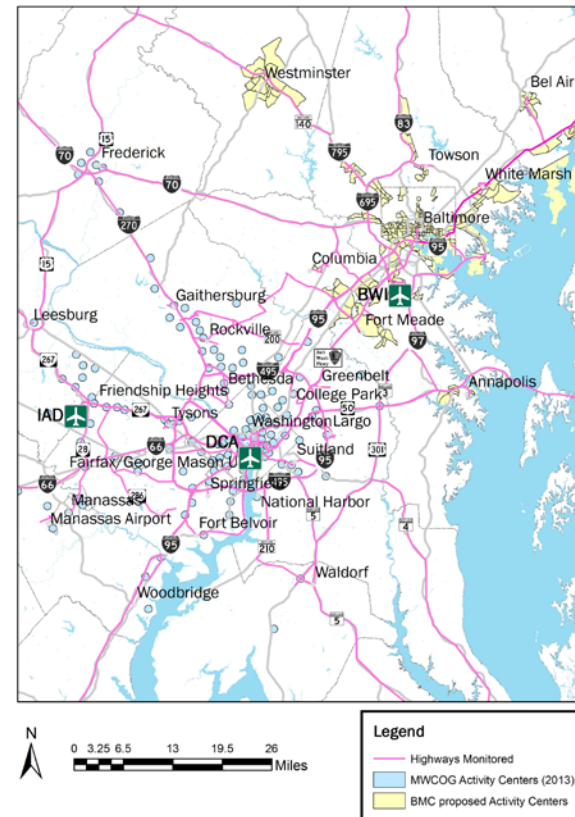 Westminster
Bel Air
140
83
15
795
Towson
Frederick
70
White Marsh
70
695
Baltimore
270
95
Columbia
15
BWI
Gaithersburg
Leesburg
95
Fort Meade
Rockville
200
97
267
495
Bethesda
Greenbelt
Annapolis
Friendship Heights
College Park
IAD
267
Tysons
50
Washington
Largo
DCA
301
28
66
Suitland
Fairfax/George Mason U
95
66
Springfield
495
Manassas
286
National Harbor
Manassas Airport
Fort Belvoir
5
4
95
210
Waldorf
Woodbridge
5
N
0 3.25 6.5 13 19.5 26
Miles
Legend
Highways Monitored
MWCOG Activity Centers (2013)
BMC proposed Activity Centers